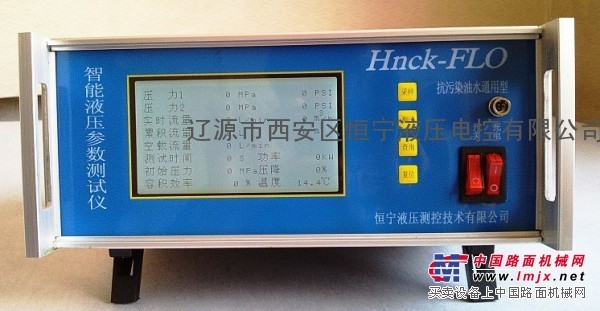 Hnck-FLO
抗污染油水通用型
智能液压参数测试仪
压 力1 0 MPa 0 PSI
压 力2 0 MPa 0 PSI
实时流量
累积流量
空载流量 0 L/min
测试时间 0 S 功率 0KW
初始压力 0 MPa压降 0%
容积效率 0 % 温度 14.4℃
采样
查询
复位
辽源市西安区恒宁液压电控有限公司
恒宁液压测控技术有限公司
中国路面机械网
www.lmjx.net
买卖设备上中国路面机械网